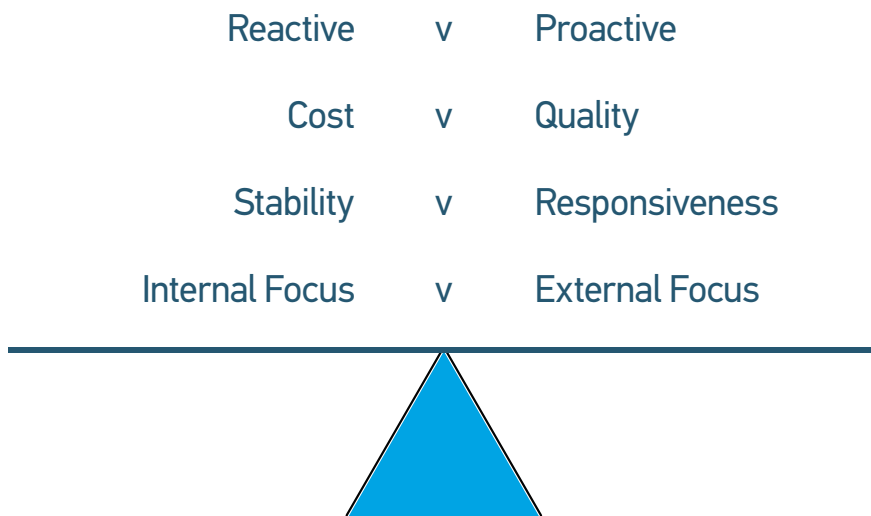 Reactive v Proactive
Cost v Quality
Stability v Responsiveness
Internal Focus v External Focus